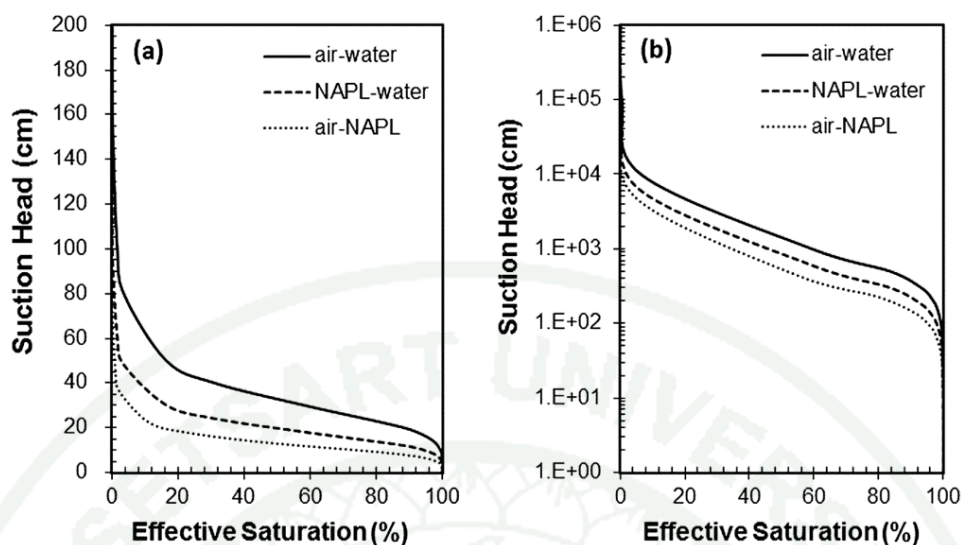 (a)
air-water
NAPL-water
air-NAPL
Suction Head (cm)
200
180
160
140
120
100
80
60
40
20
0
0 20 40 60 80 100
Effective Saturation (%)
(b)
air-water
NAPL-water
air-NAPL
Suction Head (cm)
1.E+06
1.E+05
1.E+04
1.E+03
1.E+02
1.E+01
1.E+00
0 20 40 60 80 100
Effective Saturation (%)
SETSART UNIVER